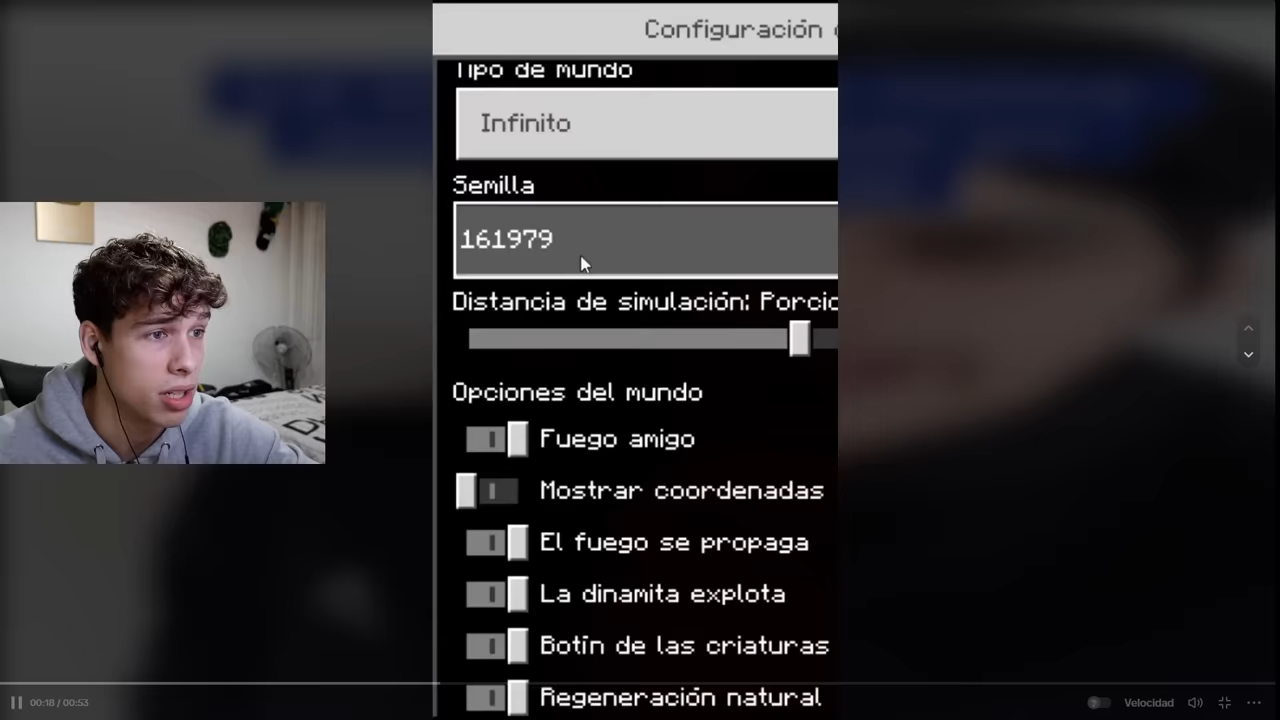 Configuración
Tipo de mundo
Infinito
Semilla
161979
Distancia de simulación: Porcio
Opciones del mundo
Fuego amigo
Mostrar coordenadas
El fuego se propaga
La dinamita explota
Botín de las criaturas
Regeneración natural
00:18 / 00:53
Velocidad